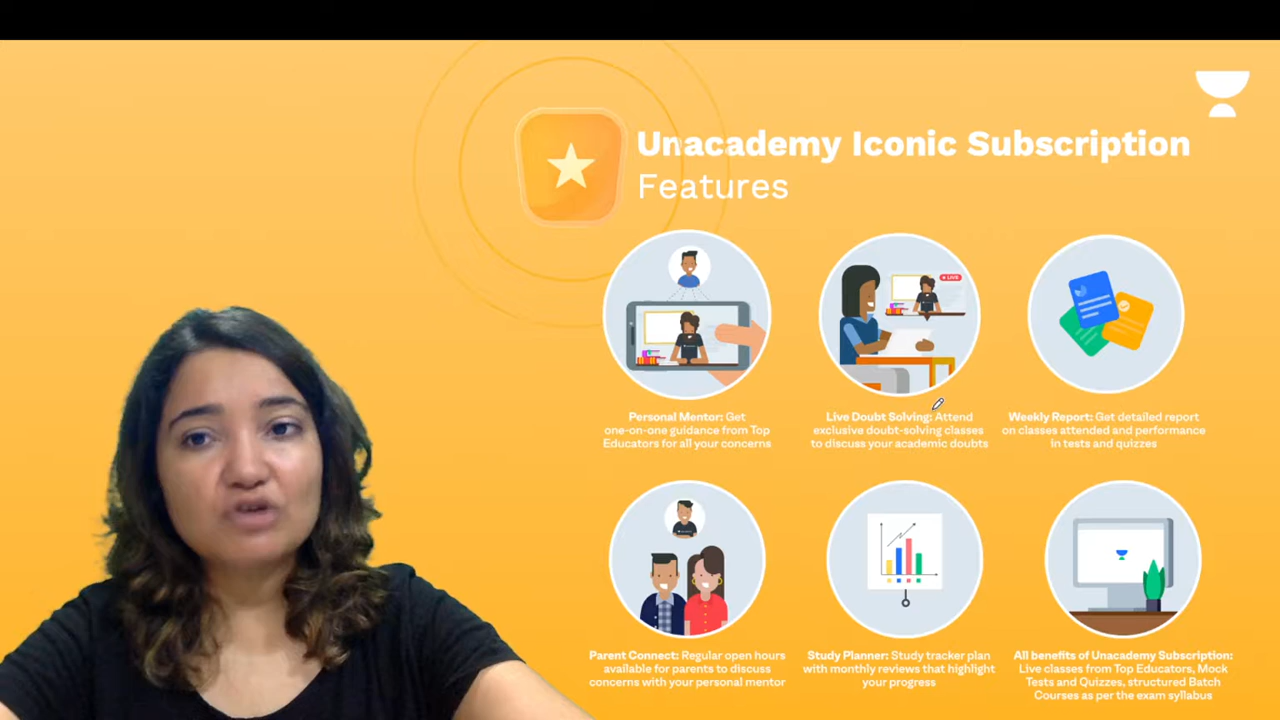 Unacademy Iconic Subscription
Features
LIVE
Personal Mentor: Get
one-on-one guidance from Top
Educators for all your concerns
Live Doubt Solving: Attend
exclusive doubt-solving classes
to discuss your academic doubts
Weekly Report: Get detailed report
on classes attended and performance
in tests and quizzes
Parent Connect: Regular open hours
available for parents to discuss
concerns with your personal mentor
Study Planner: Study tracker plan
with monthly reviews that highlight
your progress
All benefits of Unacademy Subscription:
Live classes from Top Educators, Mock
Tests and Quizzes, structured Batch
Courses as per the exam syllabus